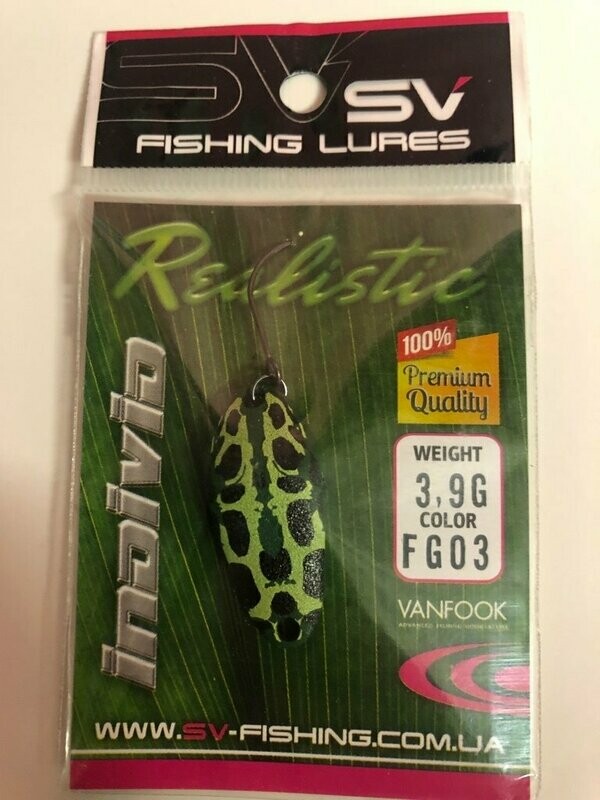 SV
SV
FISHING LURES
Realistic
INDIVID
100%
Premium
Quality
WEIGHT
3,9G
COLOR
FG03
VANFOOK
WWW.SV-FISHING.COM.UA